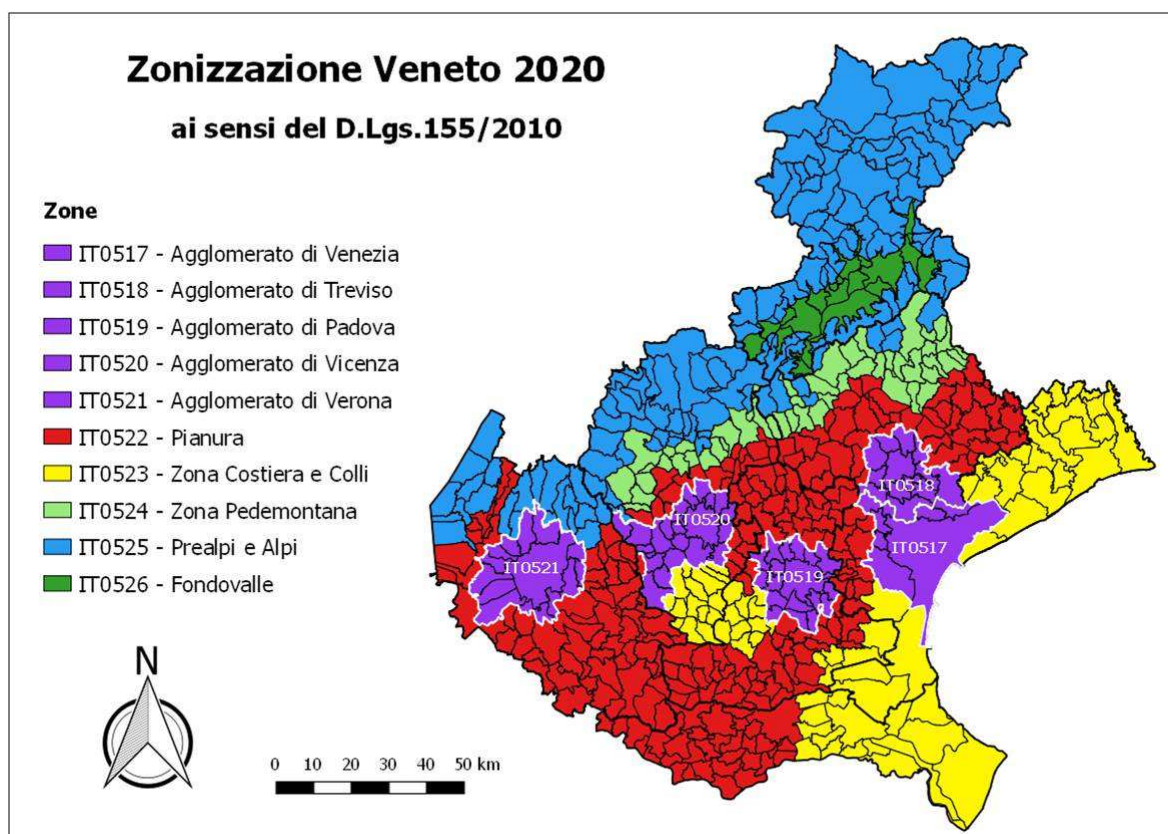 Zonizzazione Veneto 2020
ai sensi del D.Lgs.155/2010
Zone
IT0517 - Agglomerato di Venezia
IT0518 - Agglomerato di Treviso
IT0519 - Agglomerato di Padova
IT0520 - Agglomerato di Vicenza
IT0521 - Agglomerato di Verona
IT0522 - Pianura
IT0523 - Zona Costiera e Colli
IT0524 - Zona Pedemontana
IT0525 - Prealpi e Alpi
IT0526 - Fondovalle
IT0518
IT0520
IT0517
IT0521
IT0519
N
0 10 20 30 40 50 km